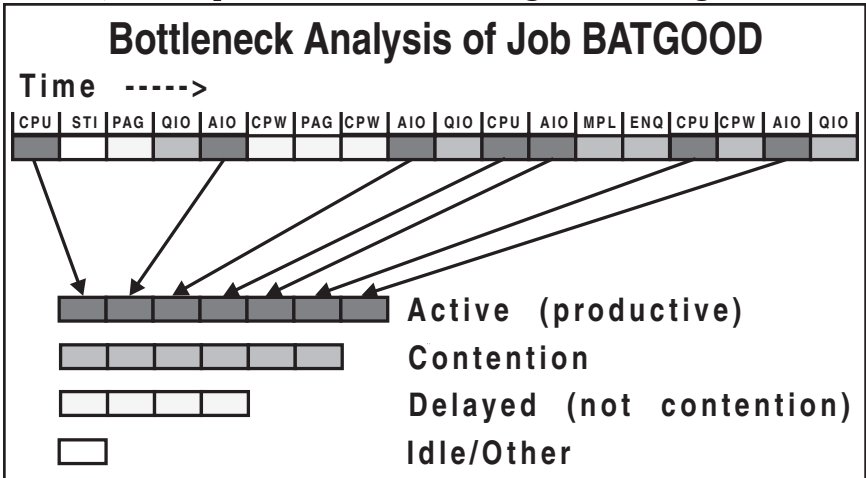 Bottleneck Analysis of Job BATGOOD
Time ----->
CPU STI PAG QIO AIO CPW PAG CPW AIO QIO CPU AIO MPL ENQ CPU CPW AIO QIO
Active (productive)
Contention
Delayed (not contention)
Idle/Other